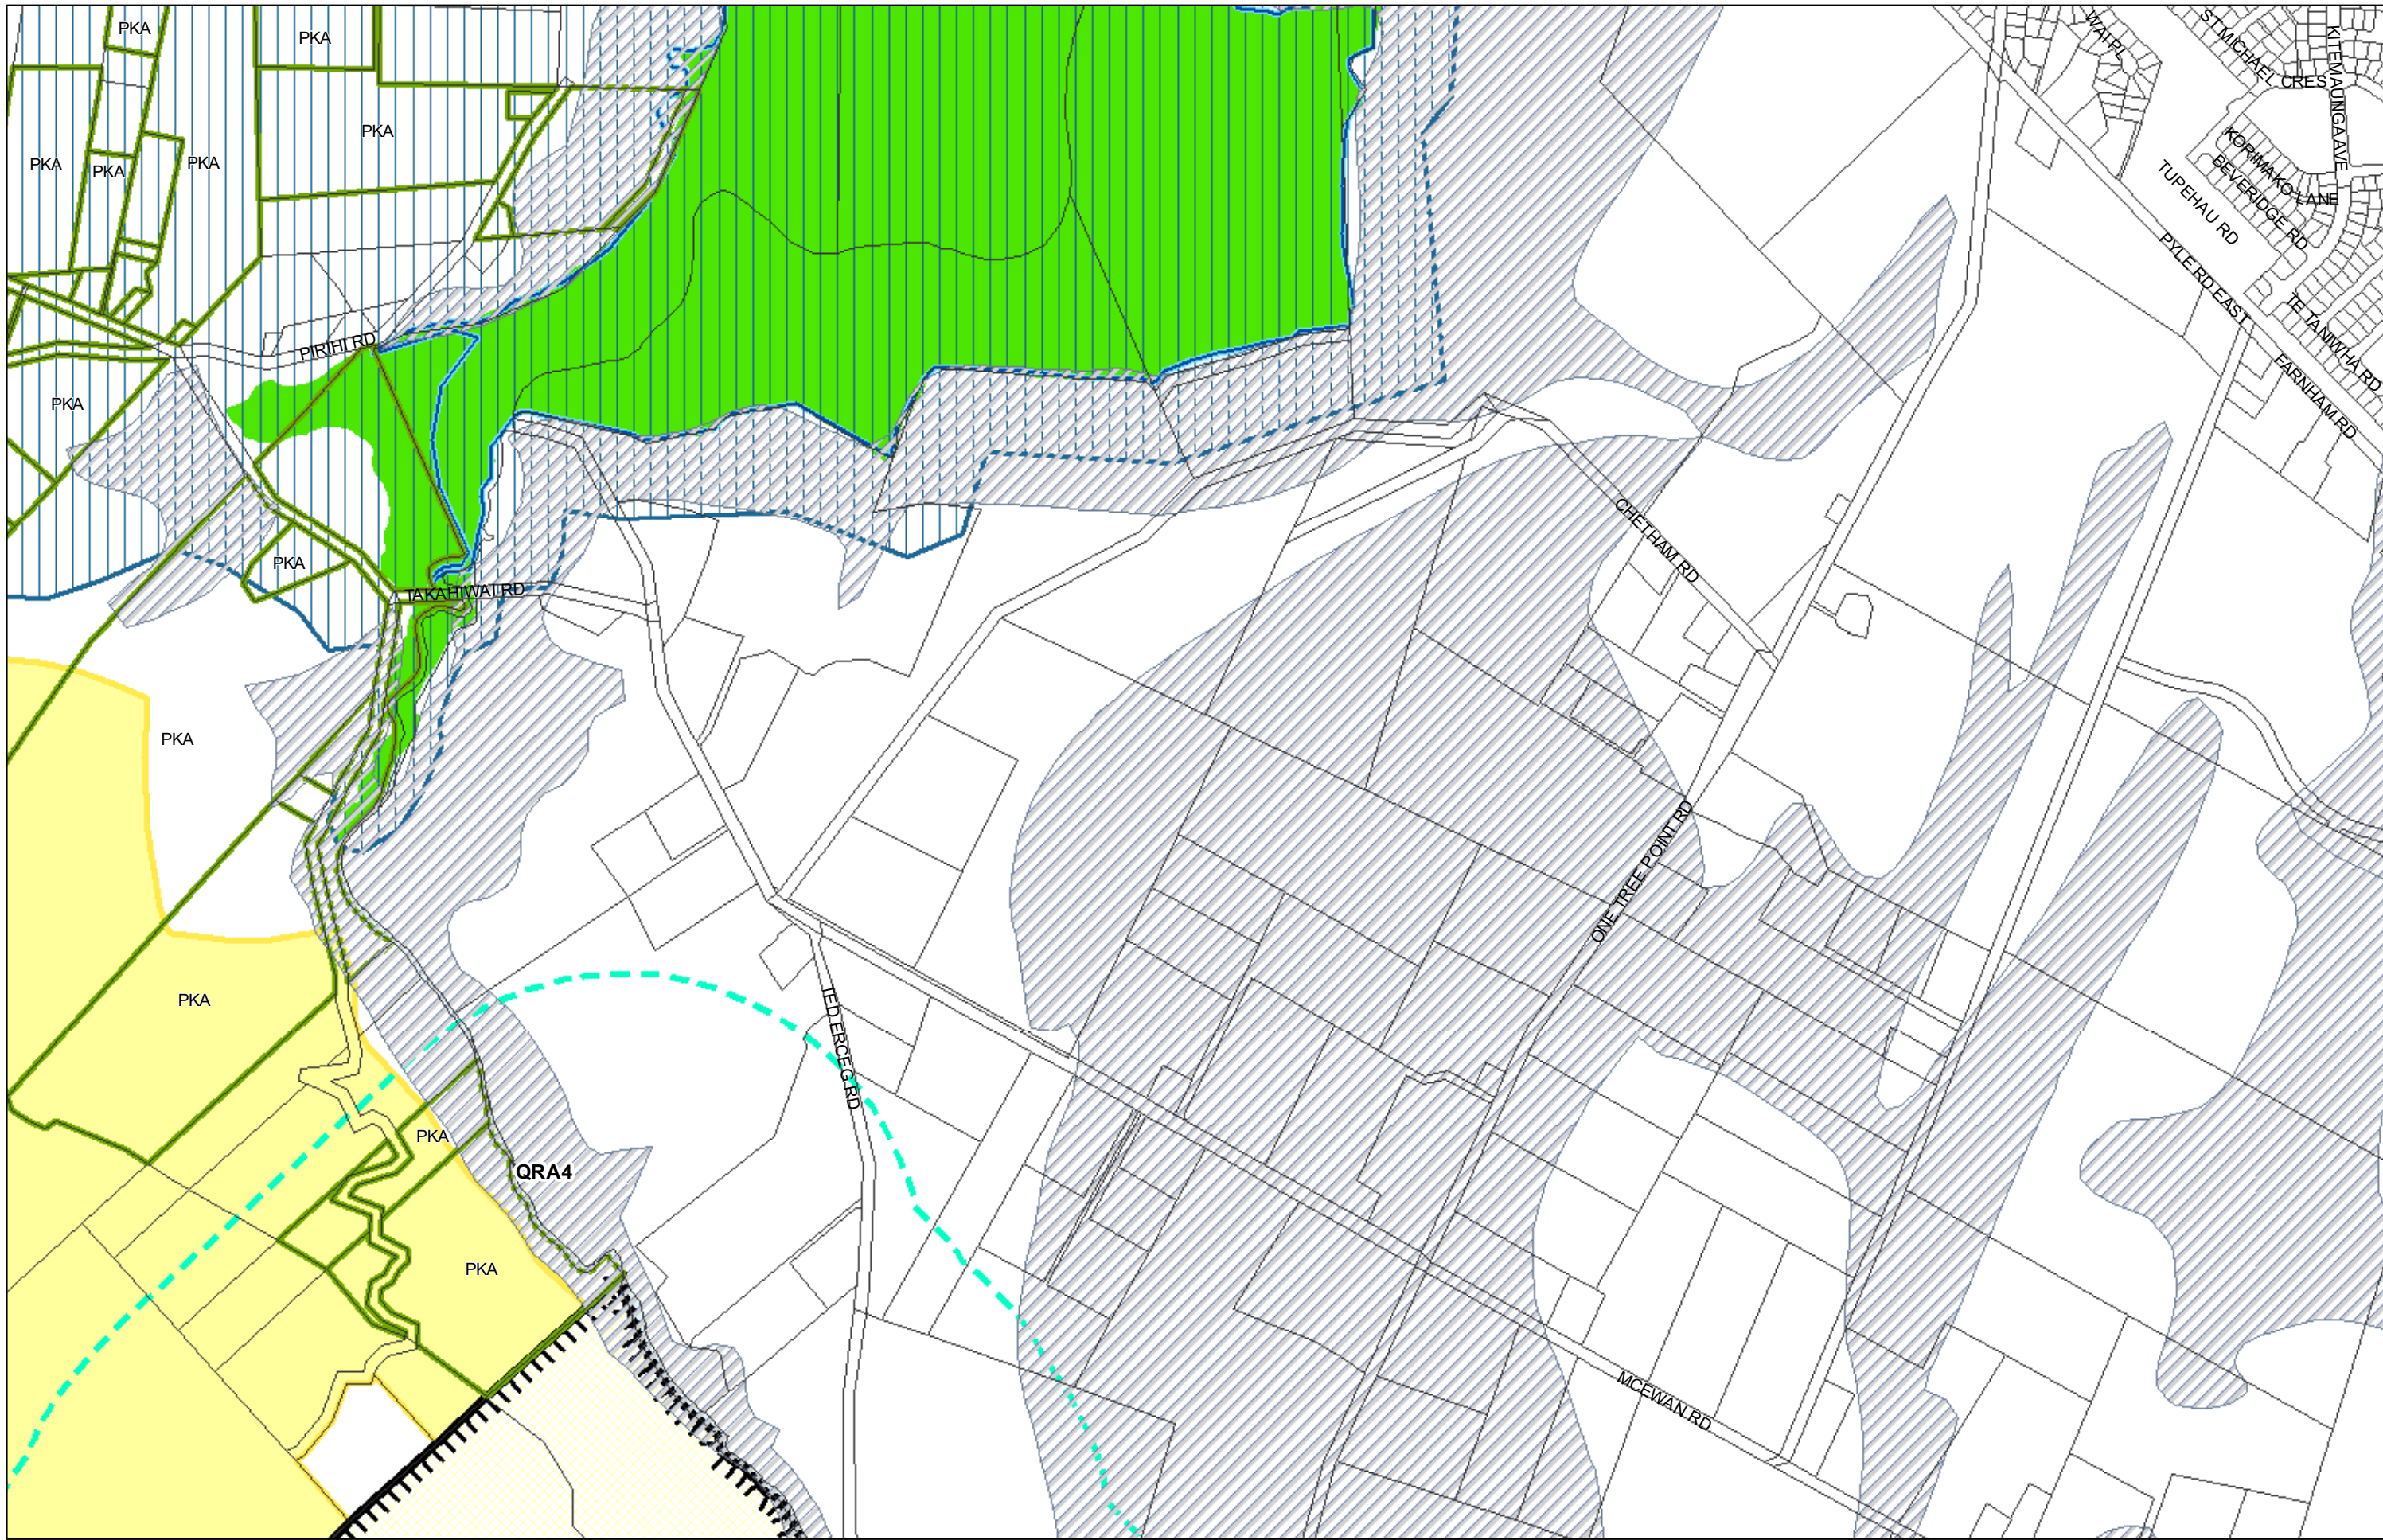 PKA
PKA
WAI PL
ST MICHAEL CRES
KITEMAUNGA AVE
PKA
PKA
PKA
PKA
KORIMAKO LANE
BEVERIDGE RD
TUPEHAU RD
PYLE RD EAST
TE TANIWHA RD
FARNHAM RD
PIRIHI RD
PKA
CHETHAM RD
PKA
TAKAHIWAI RD
PKA
ONE TREE POINT RD
PKA
TED ERCEG RD
PKA
QRA4
PKA
MCEWAN RD